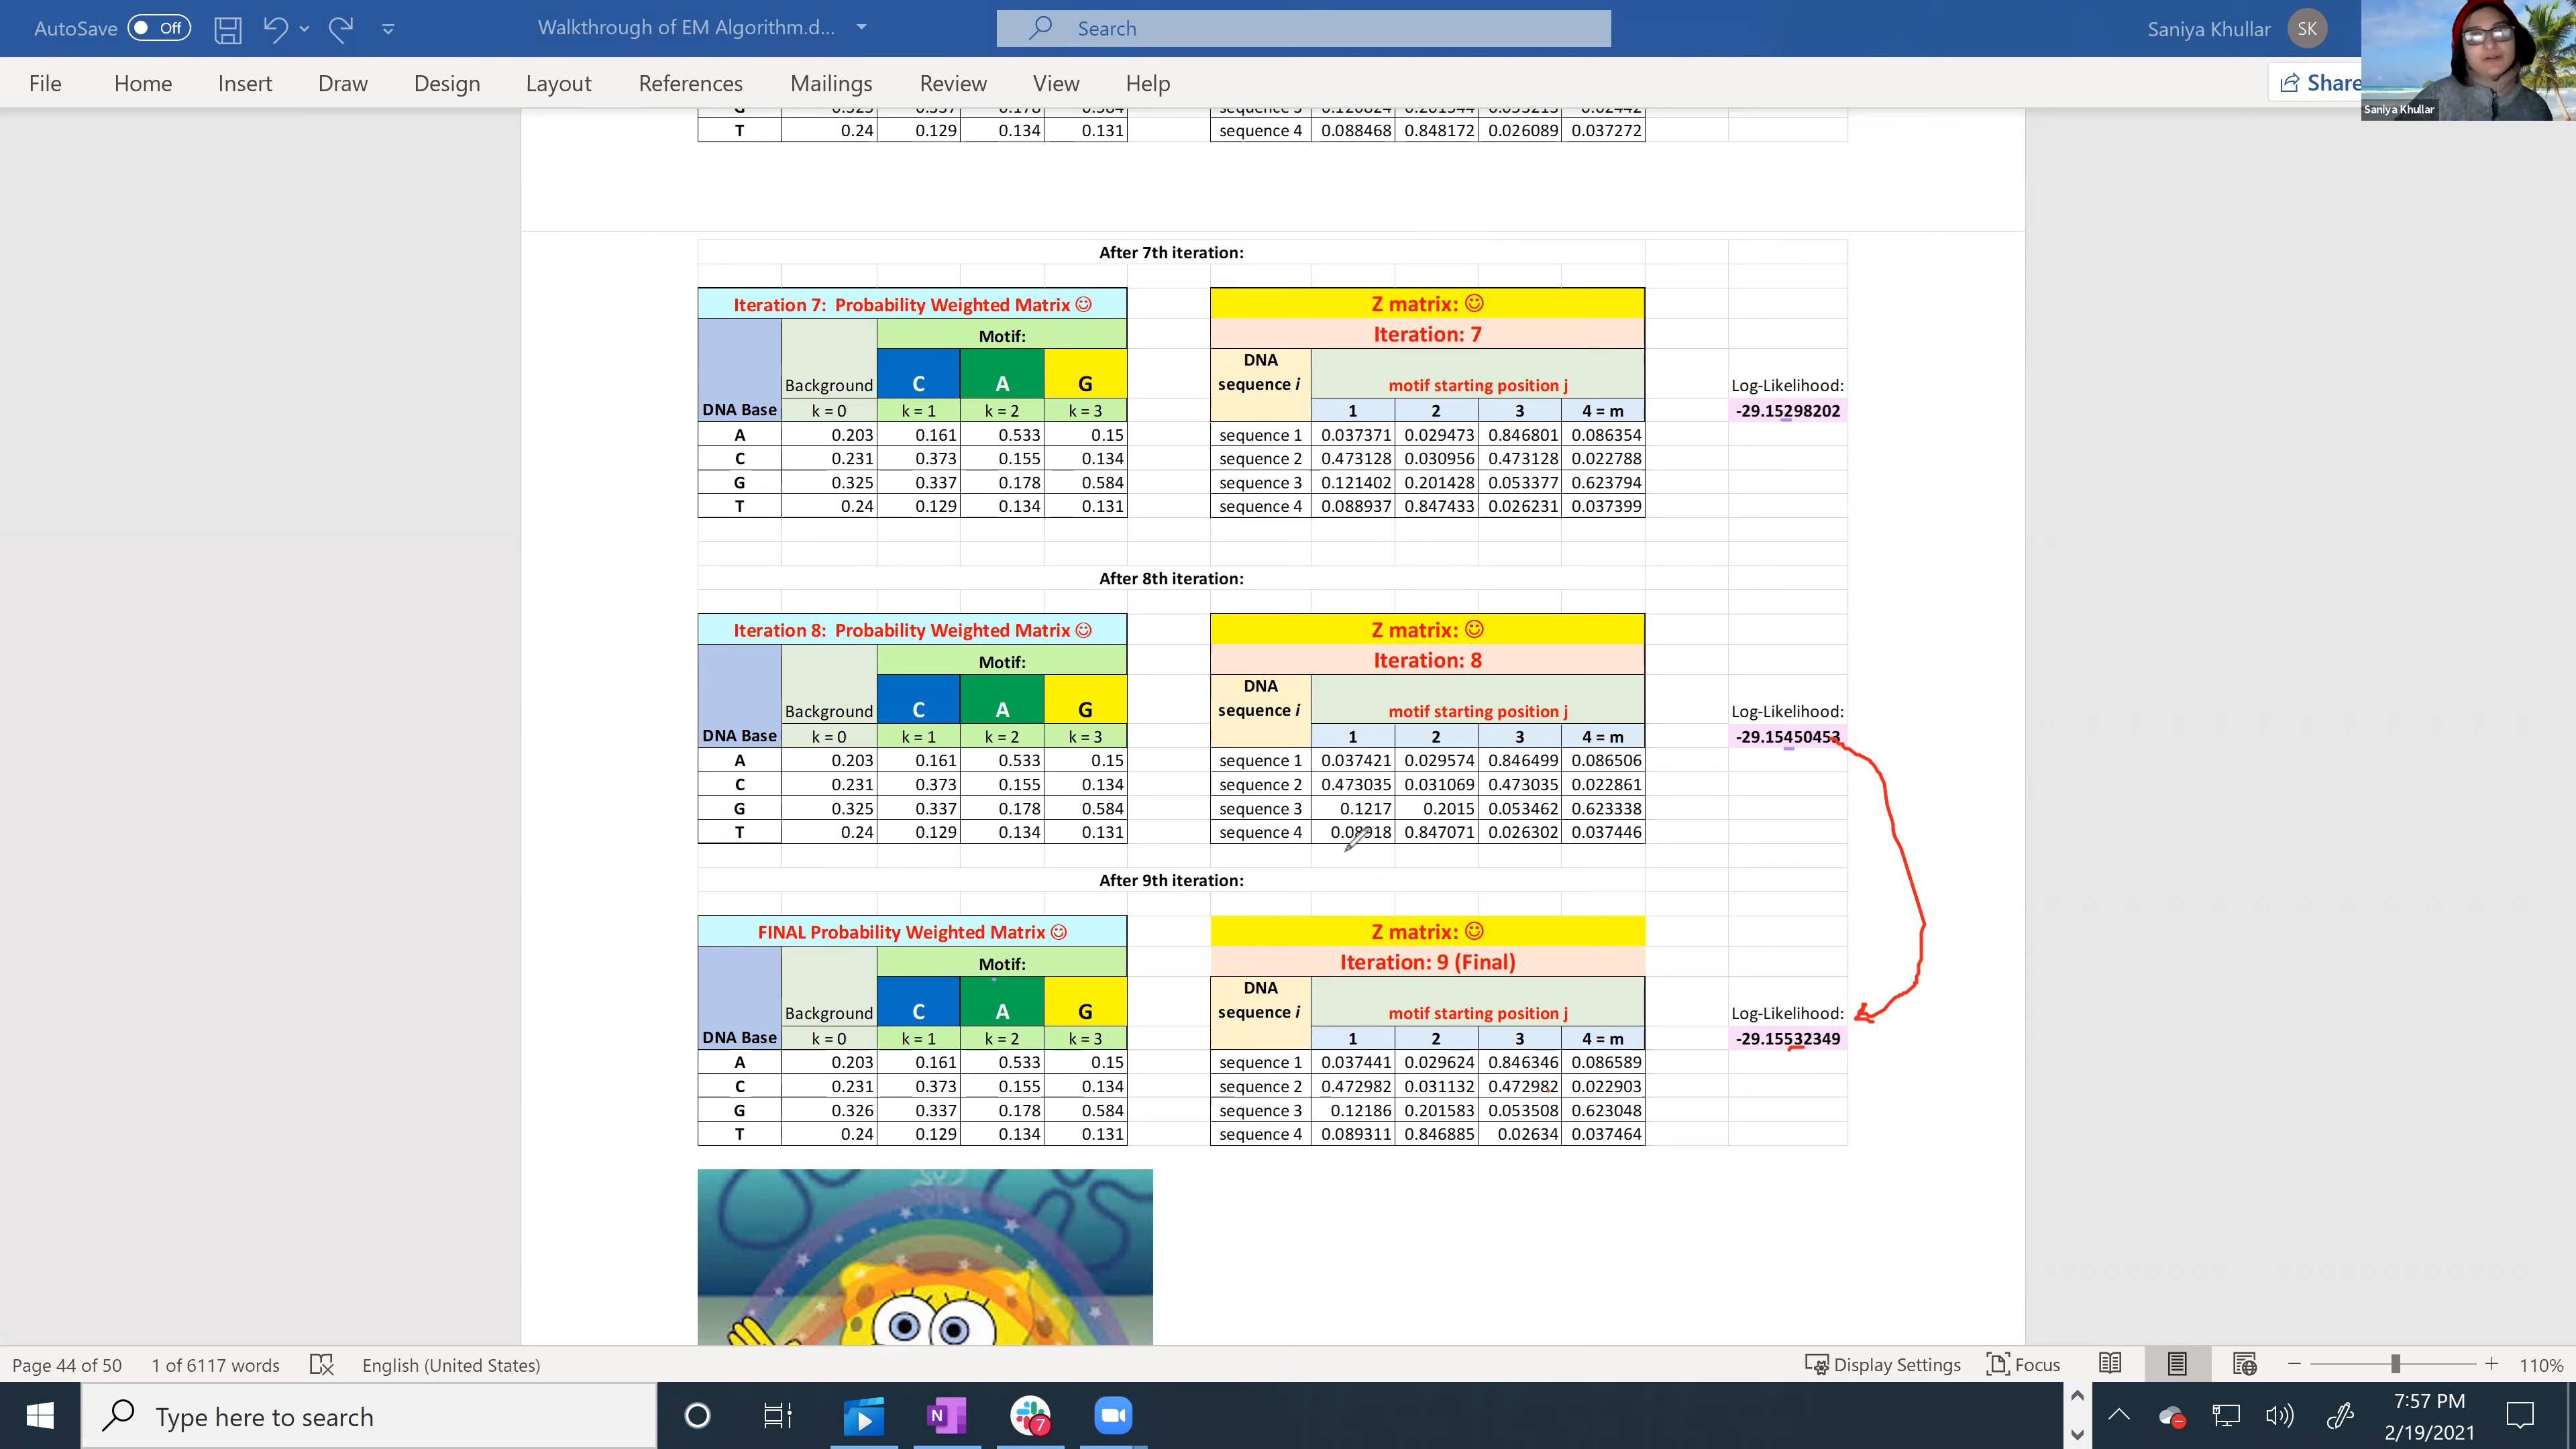 AutoSave Off Walkthrough of EM Algorithm.d... Search Saniya Khullar SK
File Home Insert Draw Design Layout References Mailings Review View Help Share
Saniya Khullar
T 0.24 0.129 0.134 0.131 sequence 4 0.088468 0.848172 0.026089 0.037272
After 7th iteration:
Iteration 7: Probability Weighted Matrix ☺ Z matrix: ☺
Motif: Iteration: 7
DNA
Background C A G sequence i motif starting position j Log-Likelihood:
DNA Base k = 0 k = 1 k = 2 k = 3 1 2 3 4 = m -29.15298202
A 0.203 0.161 0.533 0.15 sequence 1 0.037371 0.029473 0.846801 0.086354
C 0.231 0.373 0.155 0.134 sequence 2 0.473128 0.030956 0.473128 0.022788
G 0.325 0.337 0.178 0.584 sequence 3 0.121402 0.201428 0.053377 0.623794
T 0.24 0.129 0.134 0.131 sequence 4 0.088937 0.847433 0.026231 0.037399
After 8th iteration:
Iteration 8: Probability Weighted Matrix ☺ Z matrix: ☺
Motif: Iteration: 8
DNA
Background C A G sequence i motif starting position j Log-Likelihood:
DNA Base k = 0 k = 1 k = 2 k = 3 1 2 3 4 = m -29.15450453
A 0.203 0.161 0.533 0.15 sequence 1 0.037421 0.029574 0.846499 0.086506
C 0.231 0.373 0.155 0.134 sequence 2 0.473035 0.031069 0.473035 0.022861
G 0.325 0.337 0.178 0.584 sequence 3 0.1217 0.2015 0.053462 0.623338
T 0.24 0.129 0.134 0.131 sequence 4 0.08918 0.847071 0.026302 0.037446
After 9th iteration:
FINAL Probability Weighted Matrix ☺ Z matrix: ☺
Motif: Iteration: 9 (Final)
DNA
Background C A G sequence i motif starting position j Log-Likelihood:
DNA Base k = 0 k = 1 k = 2 k = 3 1 2 3 4 = m -29.15532349
A 0.203 0.161 0.533 0.15 sequence 1 0.037441 0.029624 0.846346 0.086589
C 0.231 0.373 0.155 0.134 sequence 2 0.472982 0.031132 0.472982 0.022903
G 0.326 0.337 0.178 0.584 sequence 3 0.12186 0.201583 0.053508 0.623048
T 0.24 0.129 0.134 0.131 sequence 4 0.089311 0.846885 0.02634 0.037464
Page 44 of 50 1 of 6117 words English (United States) Display Settings Focus 110%
Type here to search N 7 7:57 PM
2/19/2021